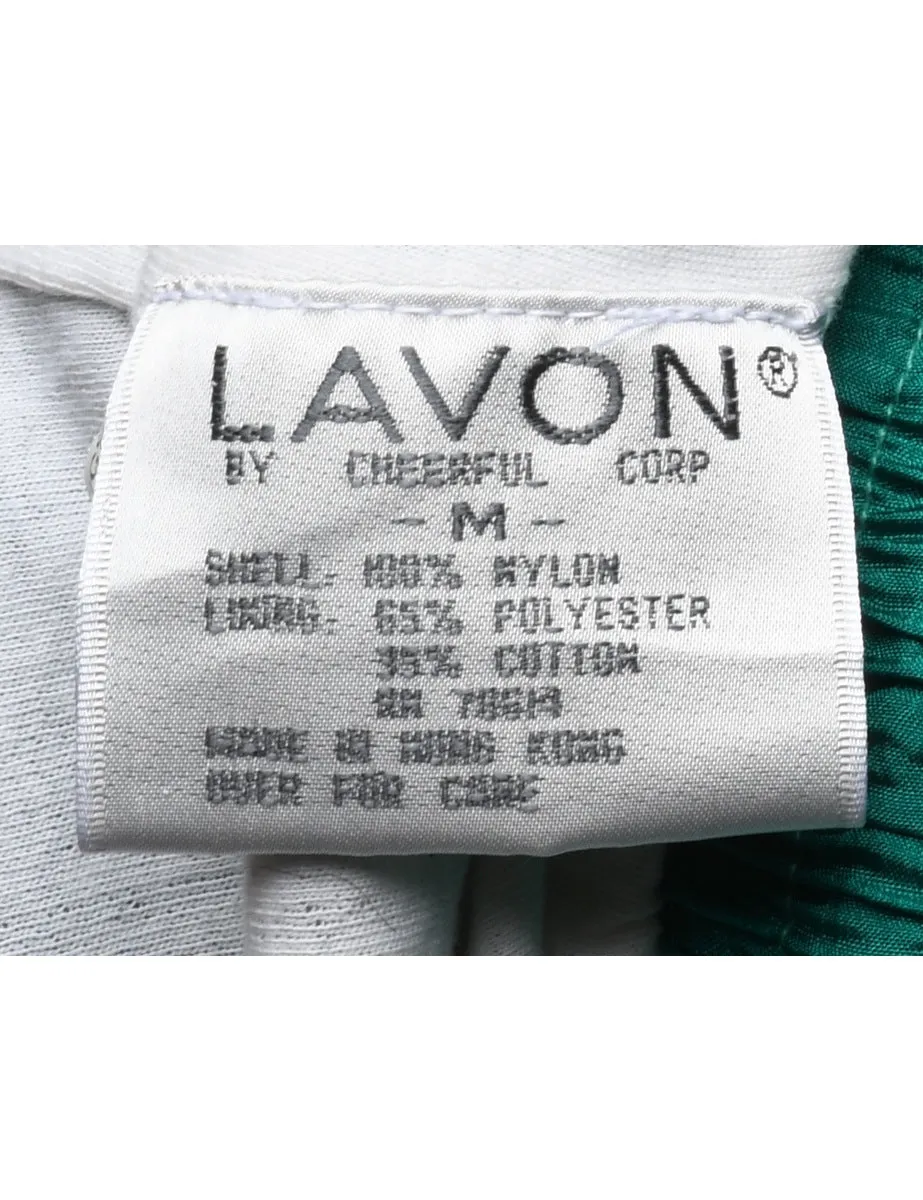 LAVON®
BY CHEERFUL CORP
- M -
SHELL: 100% NYLON
LINING: 65% POLYESTER
35% COTTON
RN
MADE IN HONG KONG
OVER FOR CARE